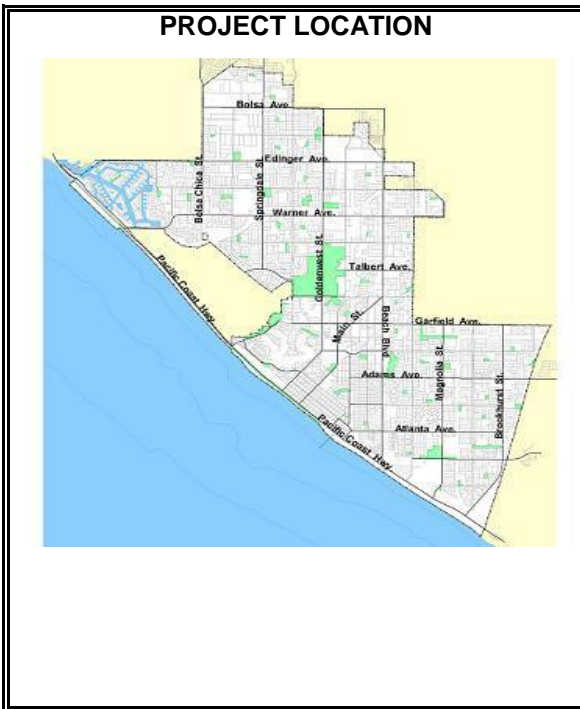 PROJECT LOCATION
Bolsa Ave.
Bolsa Chica St.
Springdale St.
Edinger Ave.
Warner Ave.
Goldenwest St.
Talbert Ave.
Pacific Coast Hwy
Main St.
Beach Blvd
Garfield Ave.
Magnolia St.
Adams Ave.
Brookhurst St.
Atlanta Ave.
Pacific Coast Hwy